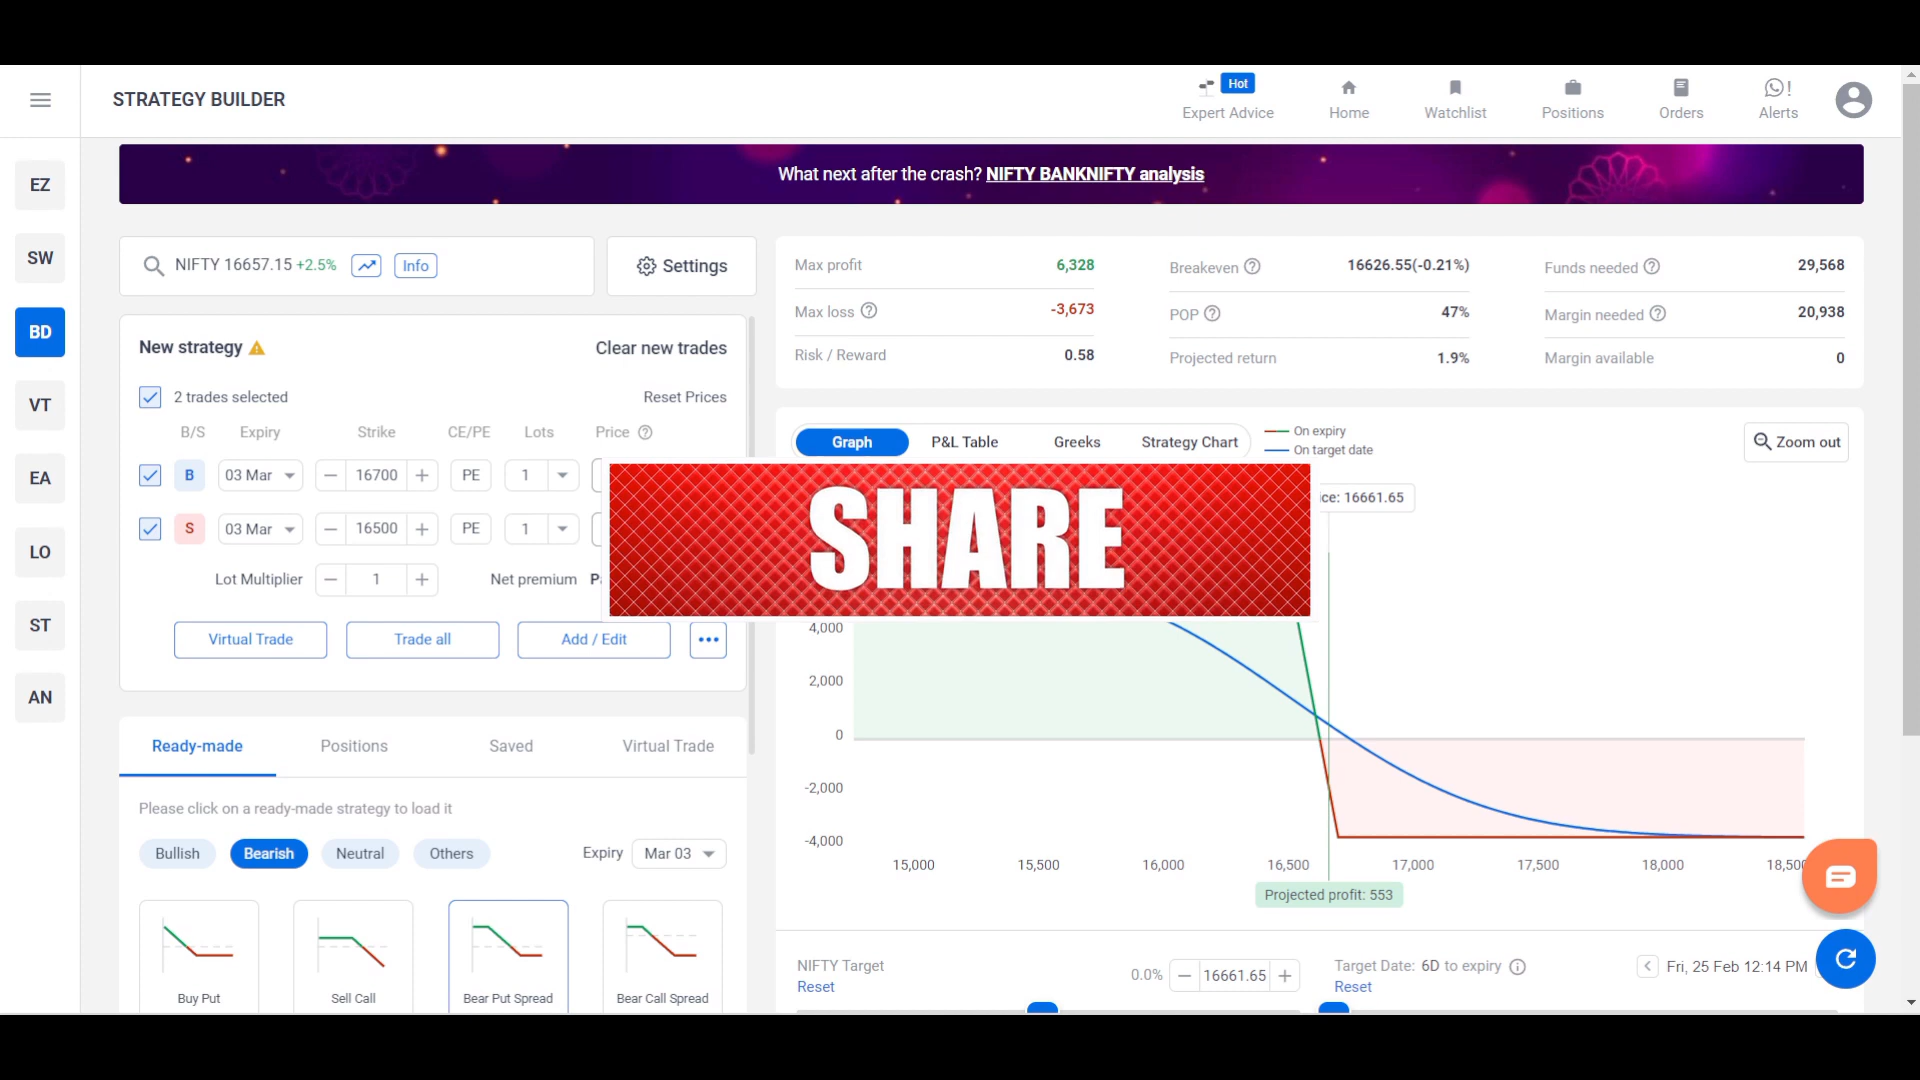 STRATEGY BUILDER
Hot
Expert Advice
Home
Watchlist
Positions
Orders
Alerts
EZ
SW
BD
VT
EA
LO
ST
AN
What next after the crash? NIFTY BANKNIFTY analysis
NIFTY 16657.15 +2.5% Info
Settings
New strategy
Clear new trades
2 trades selected
Reset Prices
B/S Expiry Strike CE/PE Lots Price
B 03 Mar − 16700 + PE 1
S 03 Mar − 16500 + PE 1
Lot Multiplier − 1 + Net premium
Virtual Trade
Trade all
Add / Edit
Ready-made
Positions
Saved
Virtual Trade
Please click on a ready-made strategy to load it
Bullish
Bearish
Neutral
Others
Expiry Mar 03
Buy Put
Sell Call
Bear Put Spread
Bear Call Spread
Max profit 6,328
Max loss -3,673
Risk / Reward 0.58
Breakeven 16626.55(-0.21%)
POP 47%
Projected return 1.9%
Funds needed 29,568
Margin needed 20,938
Margin available 0
Graph
P&L Table
Greeks
Strategy Chart
On expiry
On target date
Zoom out
SHARE
16661.65
4,000
2,000
0
-2,000
-4,000
15,000 15,500 16,000 16,500 17,000 17,500 18,000
Projected profit: 553
NIFTY Target
Reset
0.0% − 16661.65 +
Target Date: 6D to expiry
Reset
Fri, 25 Feb 12:14 PM